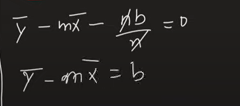 ȳ − mx̄ − nb/n = 0
ȳ − mx̄ = b